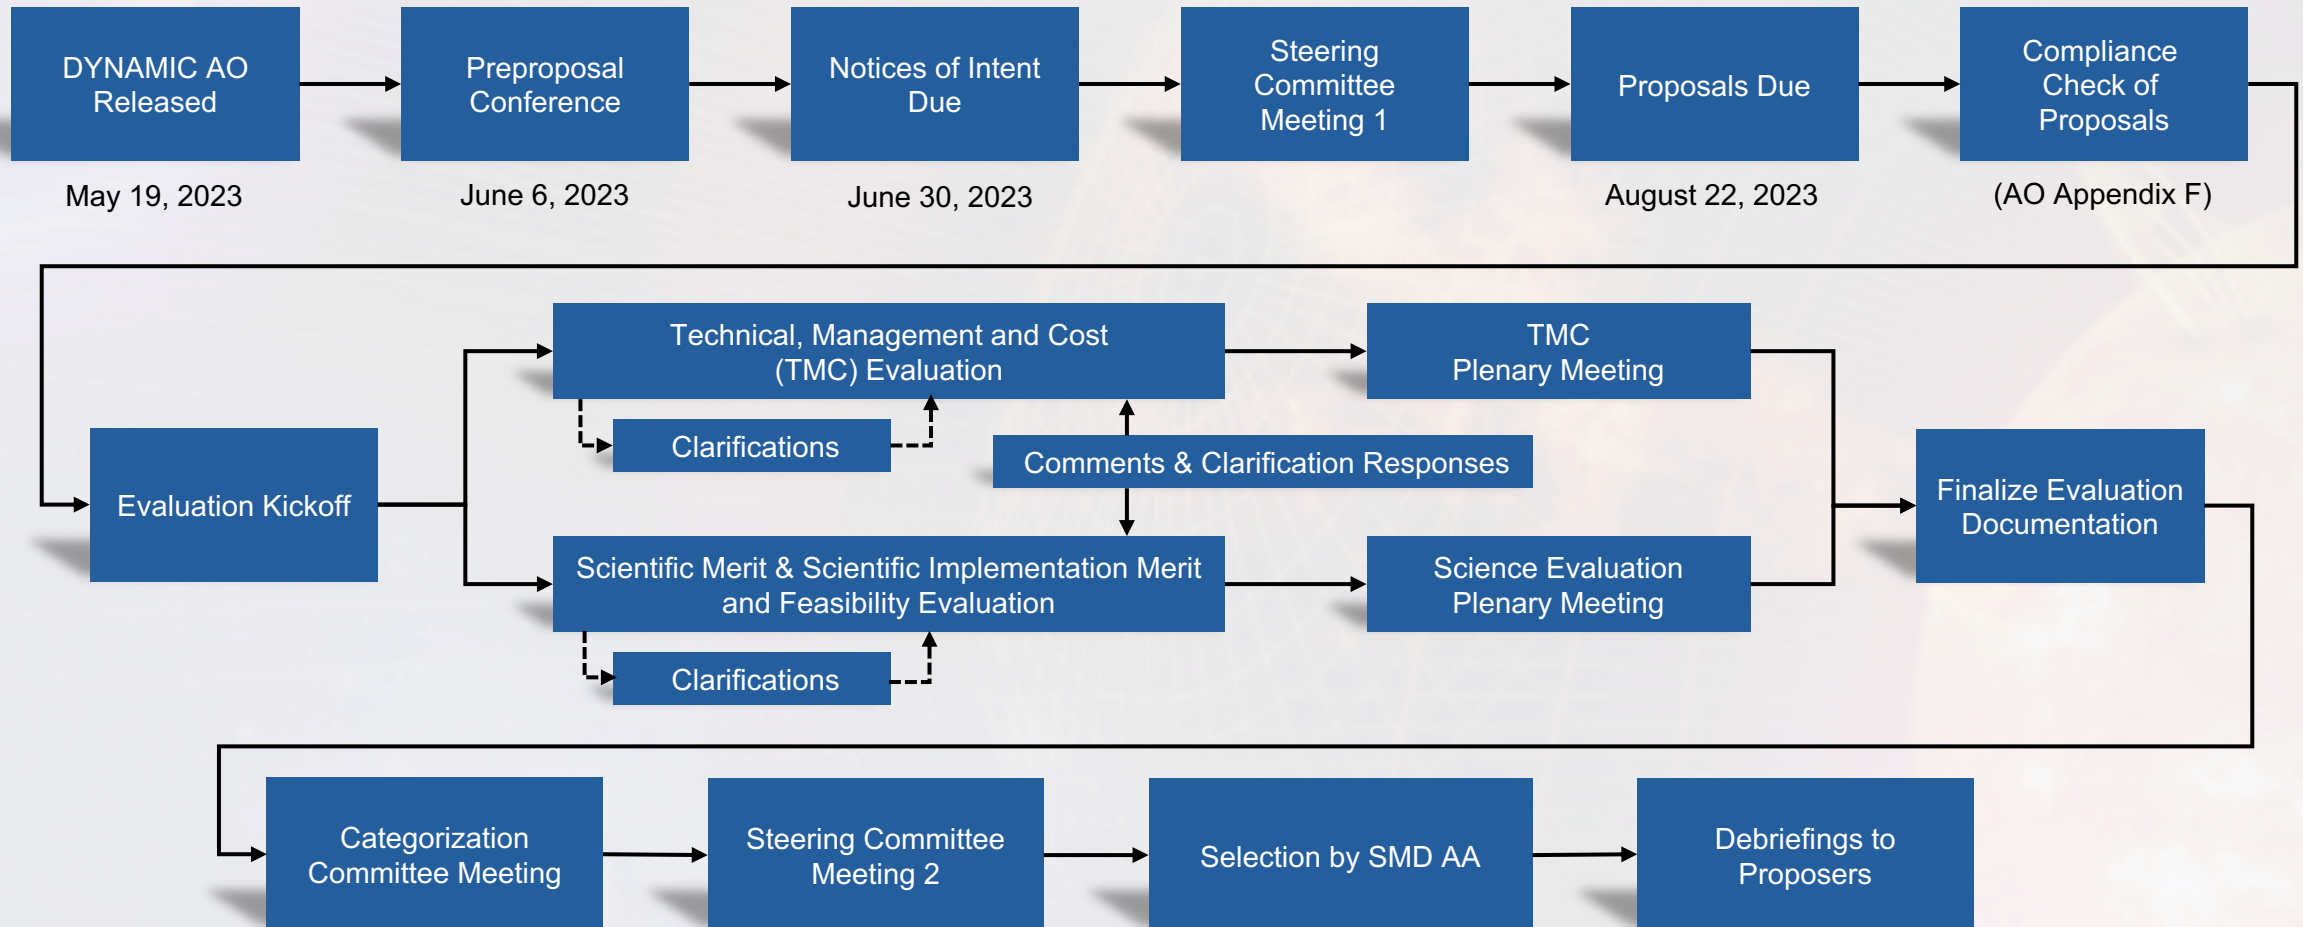 DYNAMIC AO
Released
Preproposal
Conference
Notices of Intent
Due
Steering
Committee
Meeting 1
Proposals Due
Compliance
Check of
Proposals
May 19, 2023
June 6, 2023
June 30, 2023
August 22, 2023
(AO Appendix F)
Technical, Management and Cost
(TMC) Evaluation
TMC
Plenary Meeting
Clarifications
Comments & Clarification Responses
Evaluation Kickoff
Finalize Evaluation
Documentation
Scientific Merit & Scientific Implementation Merit
and Feasibility Evaluation
Science Evaluation
Plenary Meeting
Clarifications
Categorization
Committee Meeting
Steering Committee
Meeting 2
Selection by SMD AA
Debriefings to
Proposers